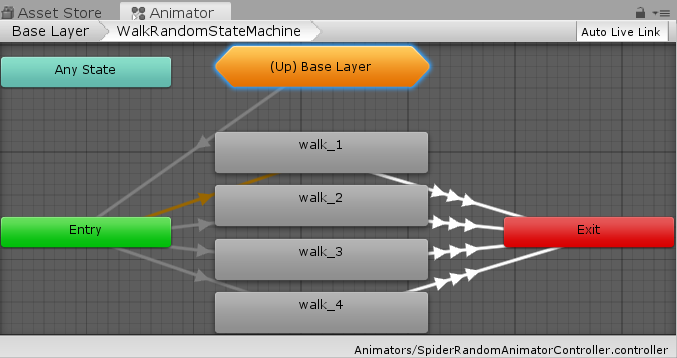 Asset Store Animator
Base Layer WalkRandomStateMachine Auto Live Link
Any State
(Up) Base Layer
walk_1
walk_2
Entry
Exit
walk_3
walk_4
Animators/SpiderRandomAnimatorController.controller